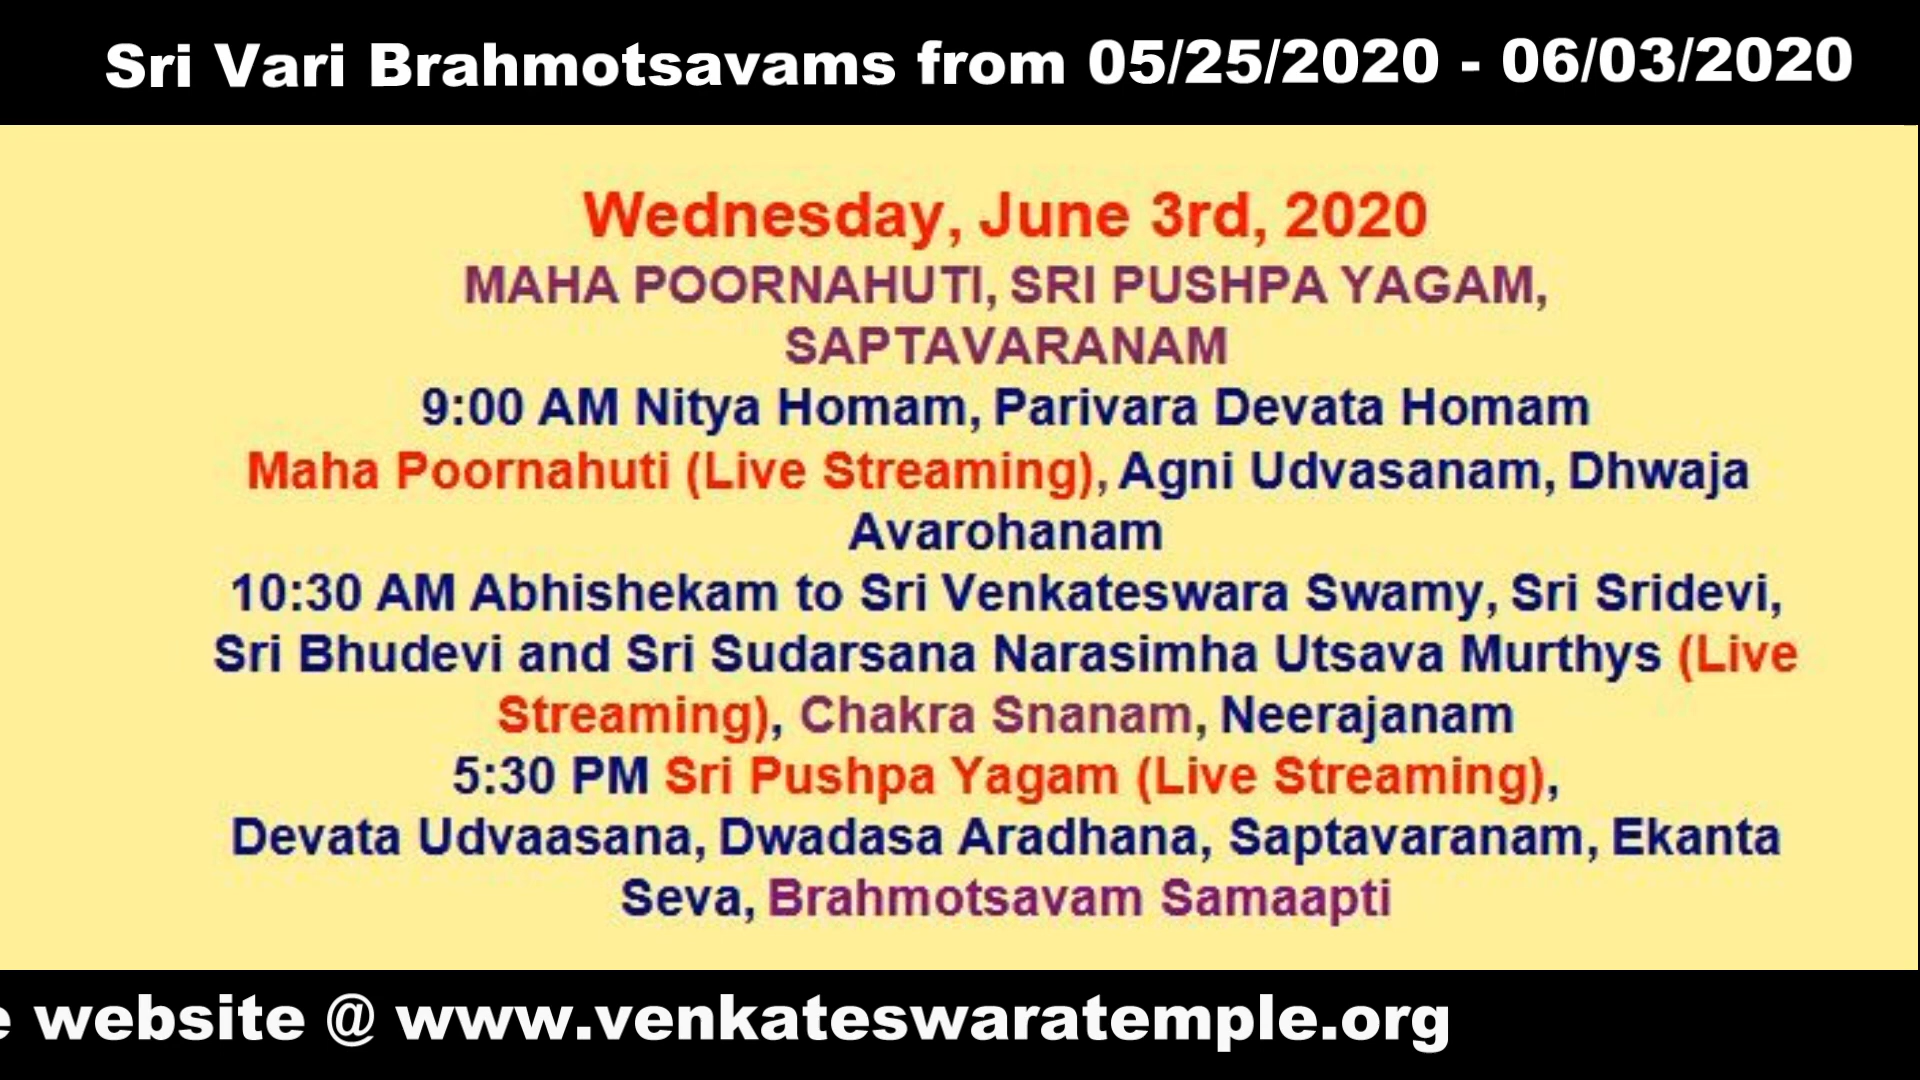 Sri Vari Brahmotsavams from 05/25/2020 - 06/03/2020
Wednesday, June 3rd, 2020
MAHA POORNAHUTI, SRI PUSHPA YAGAM,
SAPTAVARANAM
9:00 AM Nitya Homam, Parivara Devata Homam
Maha Poornahuti (Live Streaming), Agni Udvasanam, Dhwaja
Avarohanam
10:30 AM Abhishekam to Sri Venkateswara Swamy, Sri Sridevi,
Sri Bhudevi and Sri Sudarsana Narasimha Utsava Murthys (Live
Streaming), Chakra Snanam, Neerajanam
5:30 PM Sri Pushpa Yagam (Live Streaming),
Devata Udvaasana, Dwadasa Aradhana, Saptavaranam, Ekanta
Seva, Brahmotsavam Samaapti
website @ www.venkateswaratemple.org